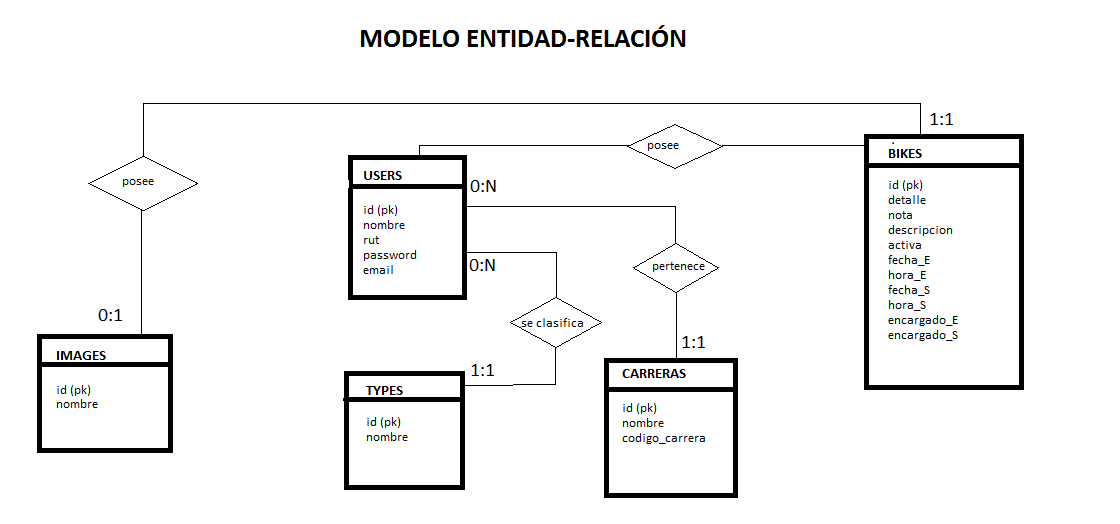 MODELO ENTIDAD-RELACIÓN
1:1
posee
BIKES
id (pk)
detalle
nota
descripcion
activa
fecha_E
hora_E
fecha_S
hora_S
encargado_E
encargado_S
posee
USERS
id (pk)
nombre
rut
password
email
0:N
0:N
pertenece
se clasifica
0:1
1:1
1:1
IMAGES
id (pk)
nombre
TYPES
id (pk)
nombre
CARRERAS
id (pk)
nombre
codigo_carrera